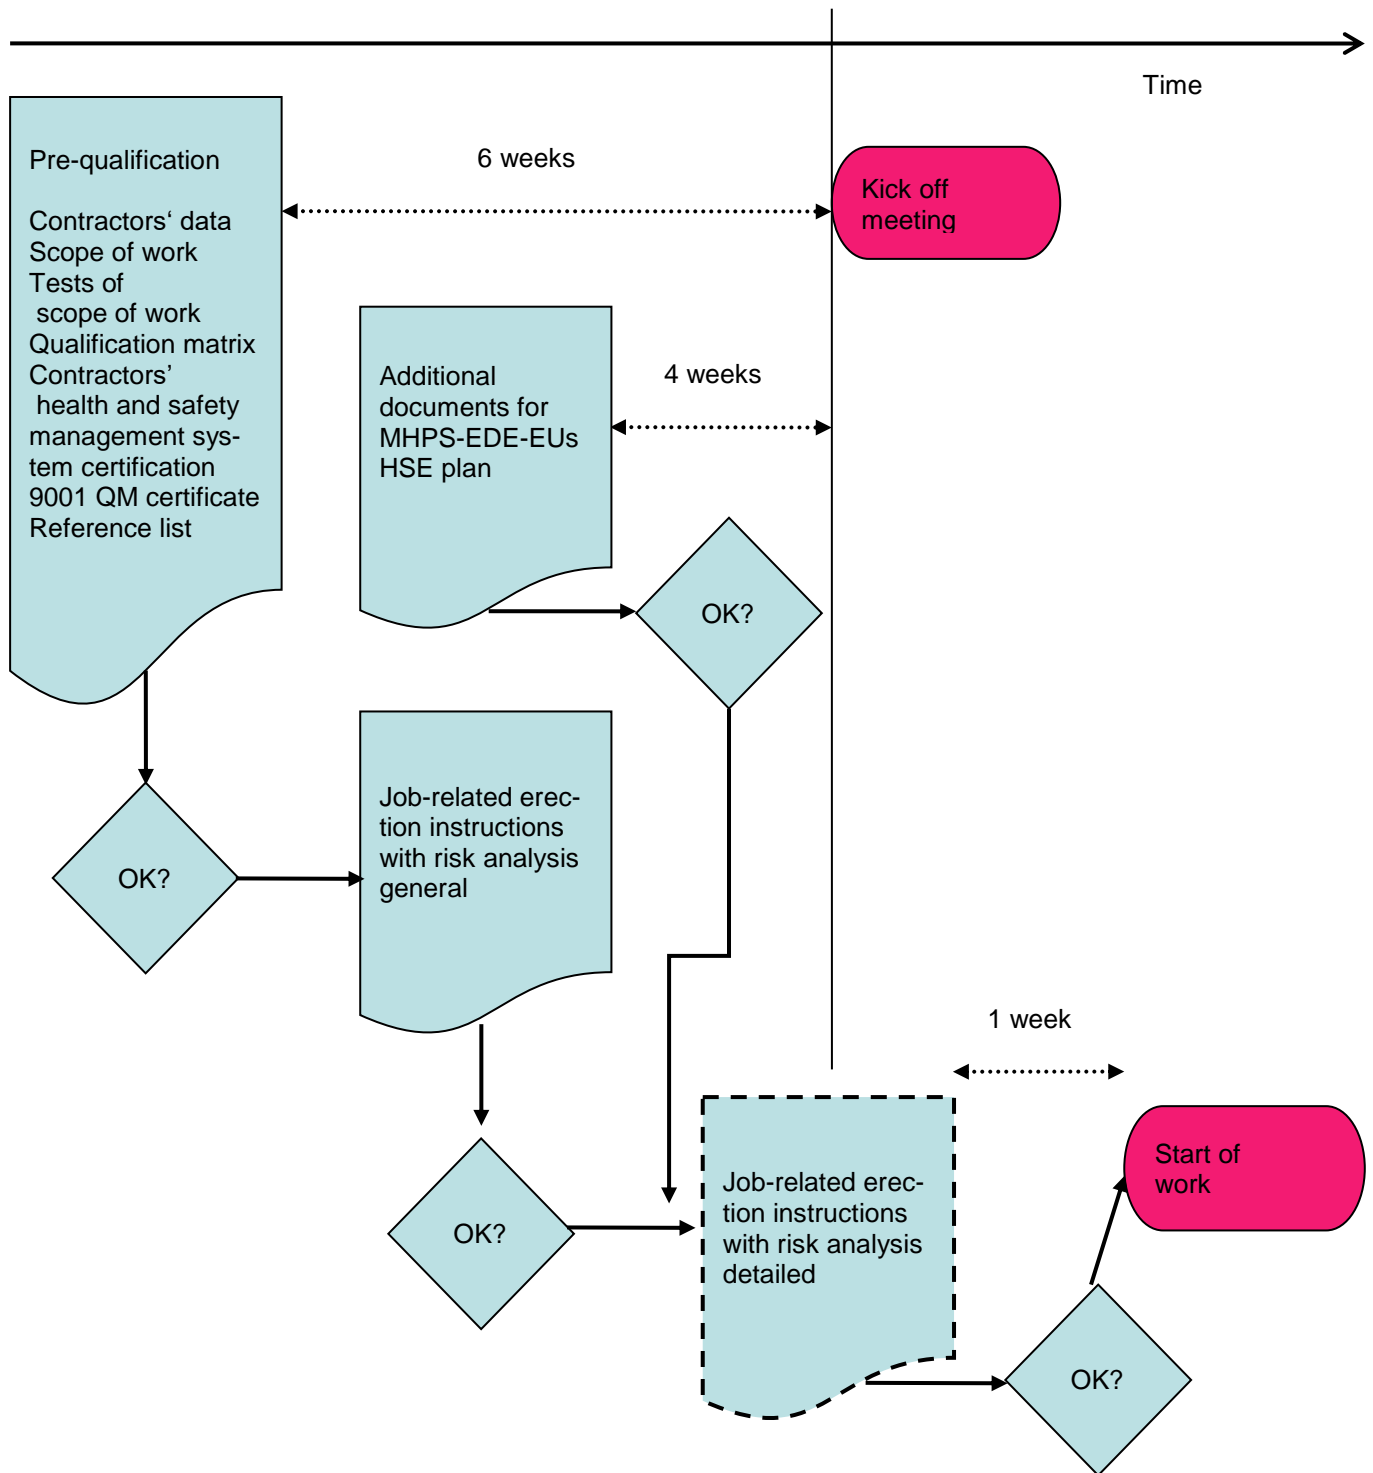 Time
Pre-qualification
Contractors‘ data
Scope of work
Tests of
scope of work
Qualification matrix
Contractors’
health and safety
management sys-
tem certification
9001 QM certificate
Reference list
6 weeks
Kick off
meeting
Additional
documents for
MHPS-EDE-EUs
HSE plan
4 weeks
OK?
Job-related erec-
tion instructions
with risk analysis
general
OK?
1 week
OK?
Job-related erec-
tion instructions
with risk analysis
detailed
Start of
work
OK?